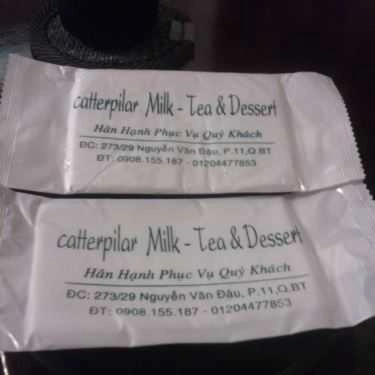 catterpilar Milk - Tea & Dessert
Hân Hạnh Phục Vụ Quý Khách
ĐC: 273/29 Nguyễn Văn Đậu, P.11,Q.BT
ĐT: 0908.155.187 - 01204477853
catterpilar Milk - Tea & Dessert
Hân Hạnh Phục Vụ Quý Khách
ĐC: 273/29 Nguyễn Văn Đậu, P.11,Q.BT
ĐT: 0908.155.187 - 01204477853